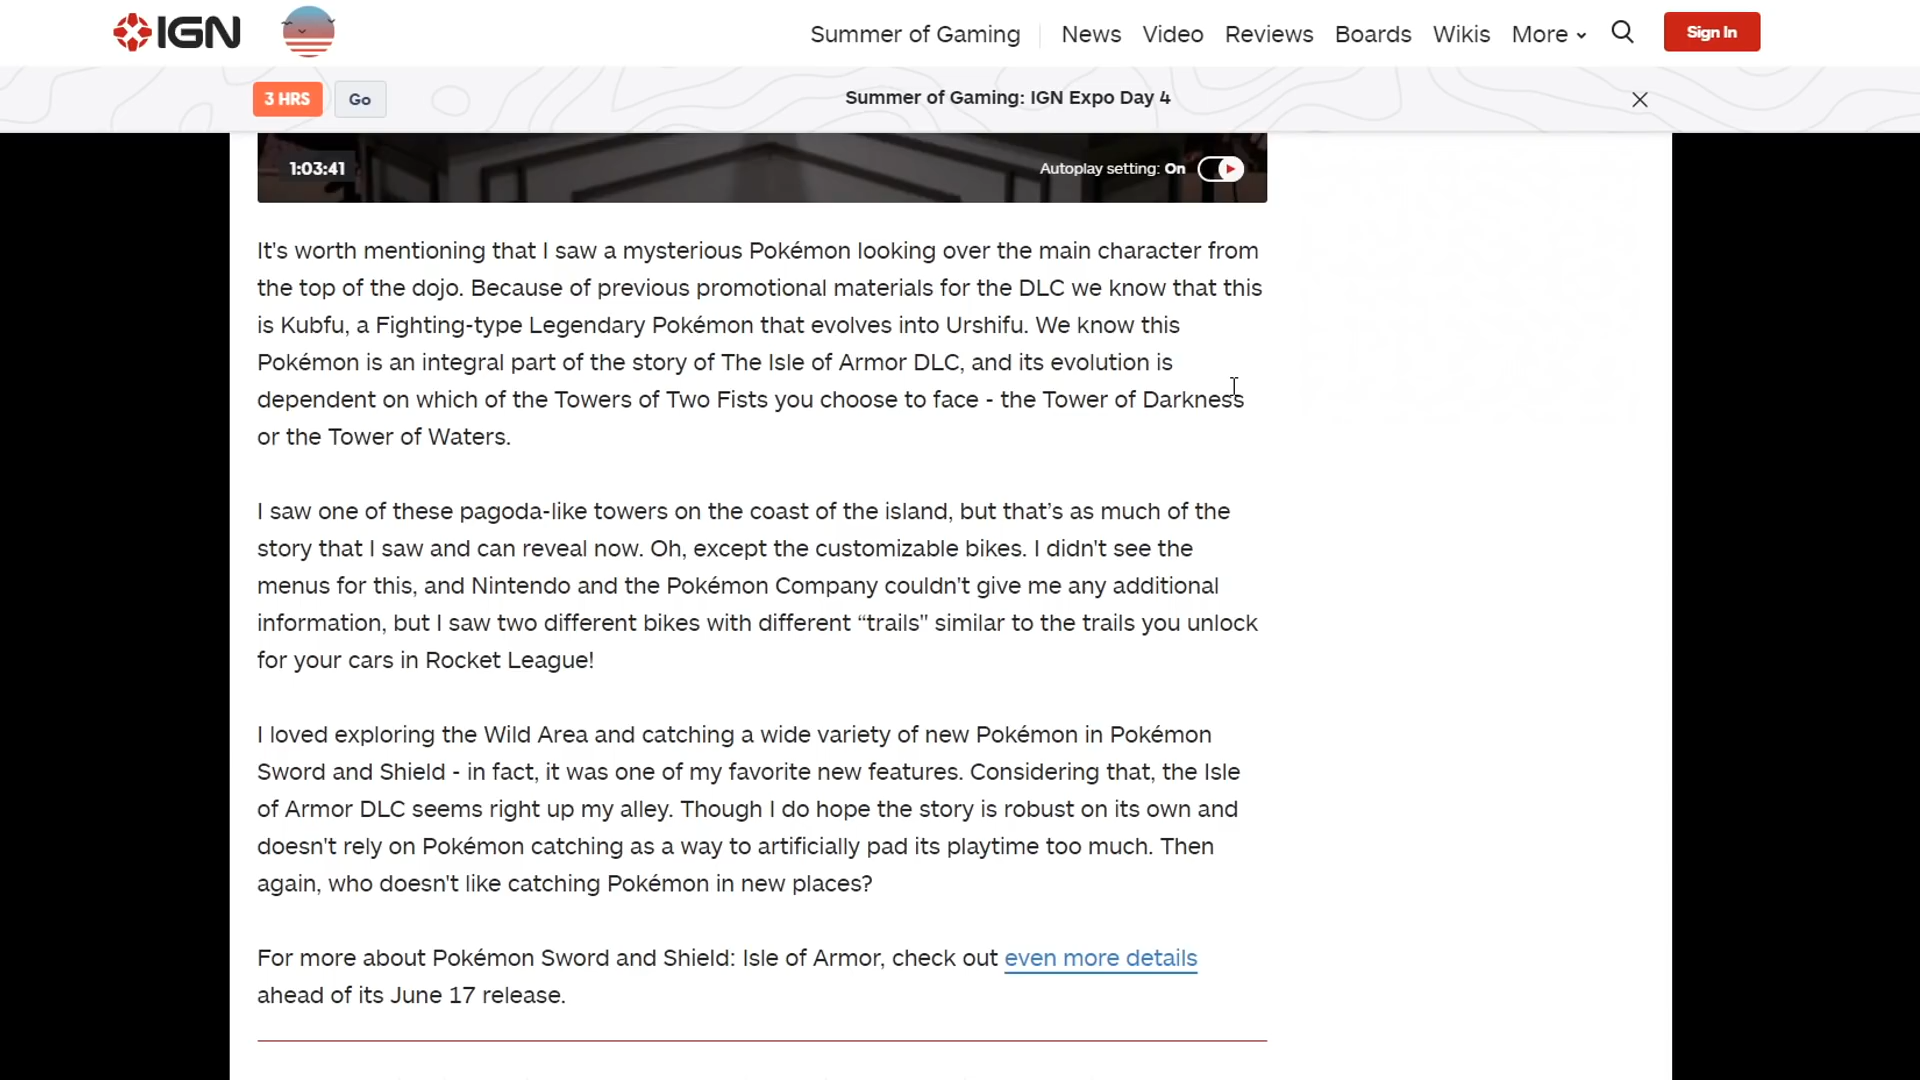 IGN
Summer of Gaming
News
Video
Reviews
Boards
Wikis
More
Sign In
3 HRS
Go
Summer of Gaming: IGN Expo Day 4
1:03:41
Autoplay setting: On
It's worth mentioning that I saw a mysterious Pokémon looking over the main character from
the top of the dojo. Because of previous promotional materials for the DLC we know that this
is Kubfu, a Fighting-type Legendary Pokémon that evolves into Urshifu. We know this
Pokémon is an integral part of the story of The Isle of Armor DLC, and its evolution is
dependent on which of the Towers of Two Fists you choose to face - the Tower of Darkness
or the Tower of Waters.
I saw one of these pagoda-like towers on the coast of the island, but that’s as much of the
story that I saw and can reveal now. Oh, except the customizable bikes. I didn't see the
menus for this, and Nintendo and the Pokémon Company couldn't give me any additional
information, but I saw two different bikes with different “trails" similar to the trails you unlock
for your cars in Rocket League!
I loved exploring the Wild Area and catching a wide variety of new Pokémon in Pokémon
Sword and Shield - in fact, it was one of my favorite new features. Considering that, the Isle
of Armor DLC seems right up my alley. Though I do hope the story is robust on its own and
doesn't rely on Pokémon catching as a way to artificially pad its playtime too much. Then
again, who doesn't like catching Pokémon in new places?
For more about Pokémon Sword and Shield: Isle of Armor, check out even more details
ahead of its June 17 release.